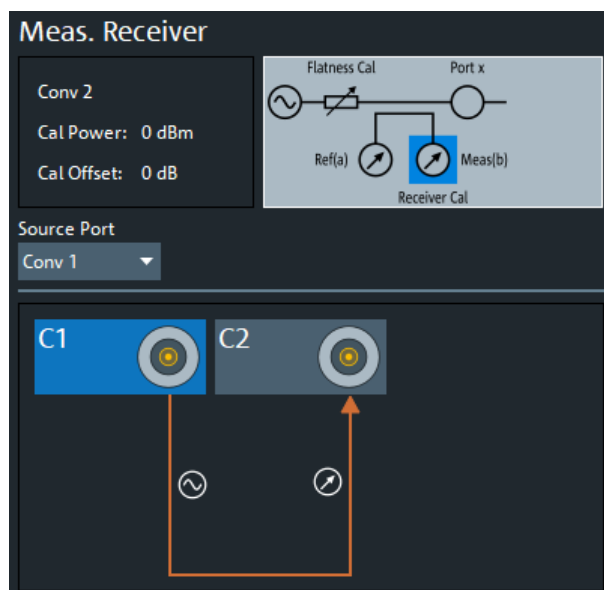 Meas. Receiver
Conv 2
Cal Power: 0 dBm
Cal Offset: 0 dB
Flatness Cal
Port x
Ref(a)
Meas(b)
Receiver Cal
Source Port
Conv 1
C1
C2